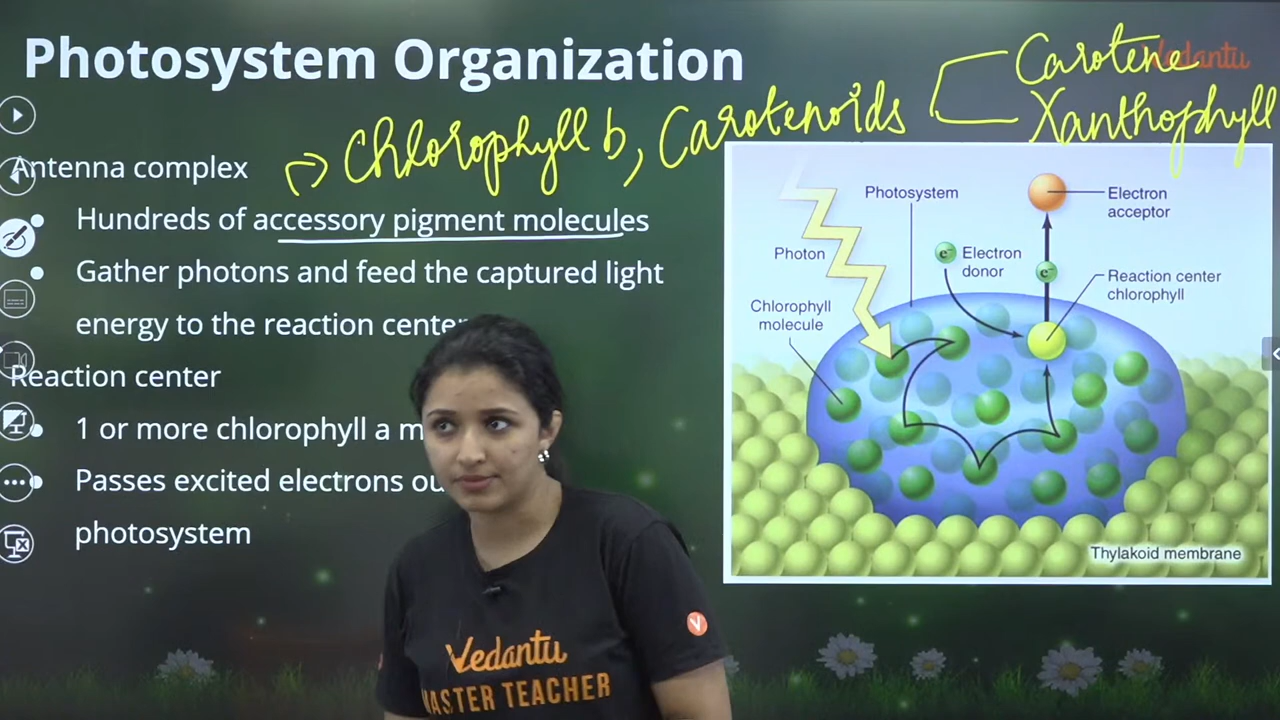 Photosystem Organization
Carotene
Vedantu
Chlorophyll b, Carotenoids
Xanthophyll
Antenna complex
Hundreds of accessory pigment molecules
Gather photons and feed the captured light
energy to the reaction center
Reaction center
1 or more chlorophyll a
Passes excited electrons
photosystem
Photosystem
Electron
acceptor
Photon
e-
Electron
donor
e-
Reaction center
chlorophyll
Chlorophyll
molecule
Thylakoid membrane
V
Vedantu
MASTER TEACHER